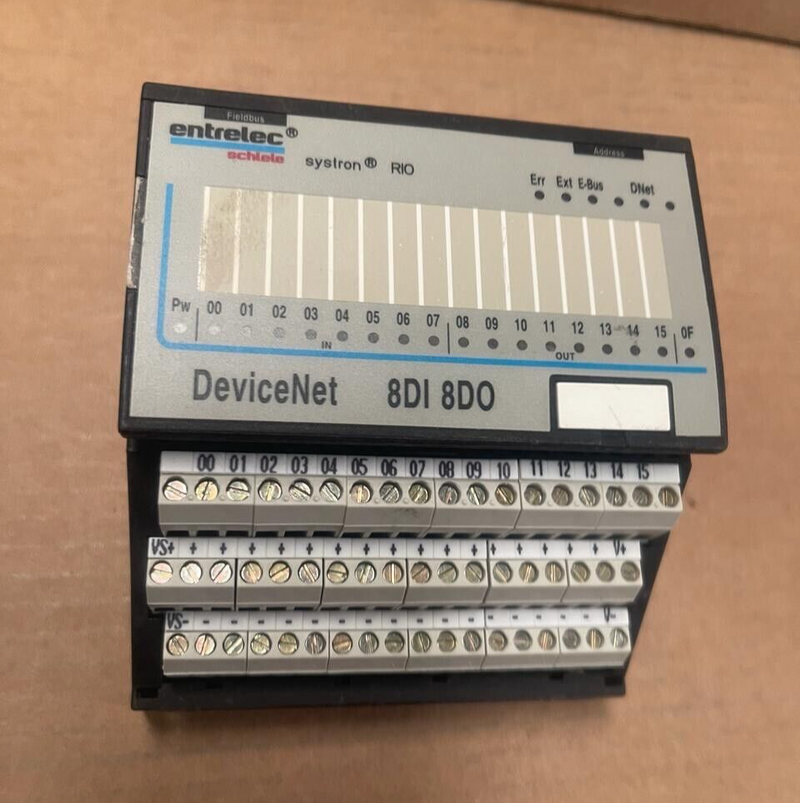 Fieldbus
entrelec®
schiele
systron® RIO
Address
Err Ext E-Bus DNet
Pw 00 01 02 03 04 05 06 07 08 09 10 11 12 13 14 15 0F
IN OUT
DeviceNet 8DI 8DO
00 01 02 03 04 05 06 07 08 09 10 11 12 13 14 15
VS+ + + + + + + + + + + + + + + + V+
VS- - - - - - - - - - - - - - - - V-